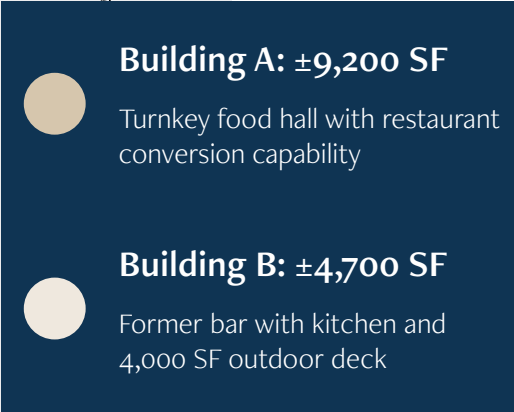 Building A: ±9,200 SF
Turnkey food hall with restaurant
conversion capability
Building B: ±4,700 SF
Former bar with kitchen and
4,000 SF outdoor deck